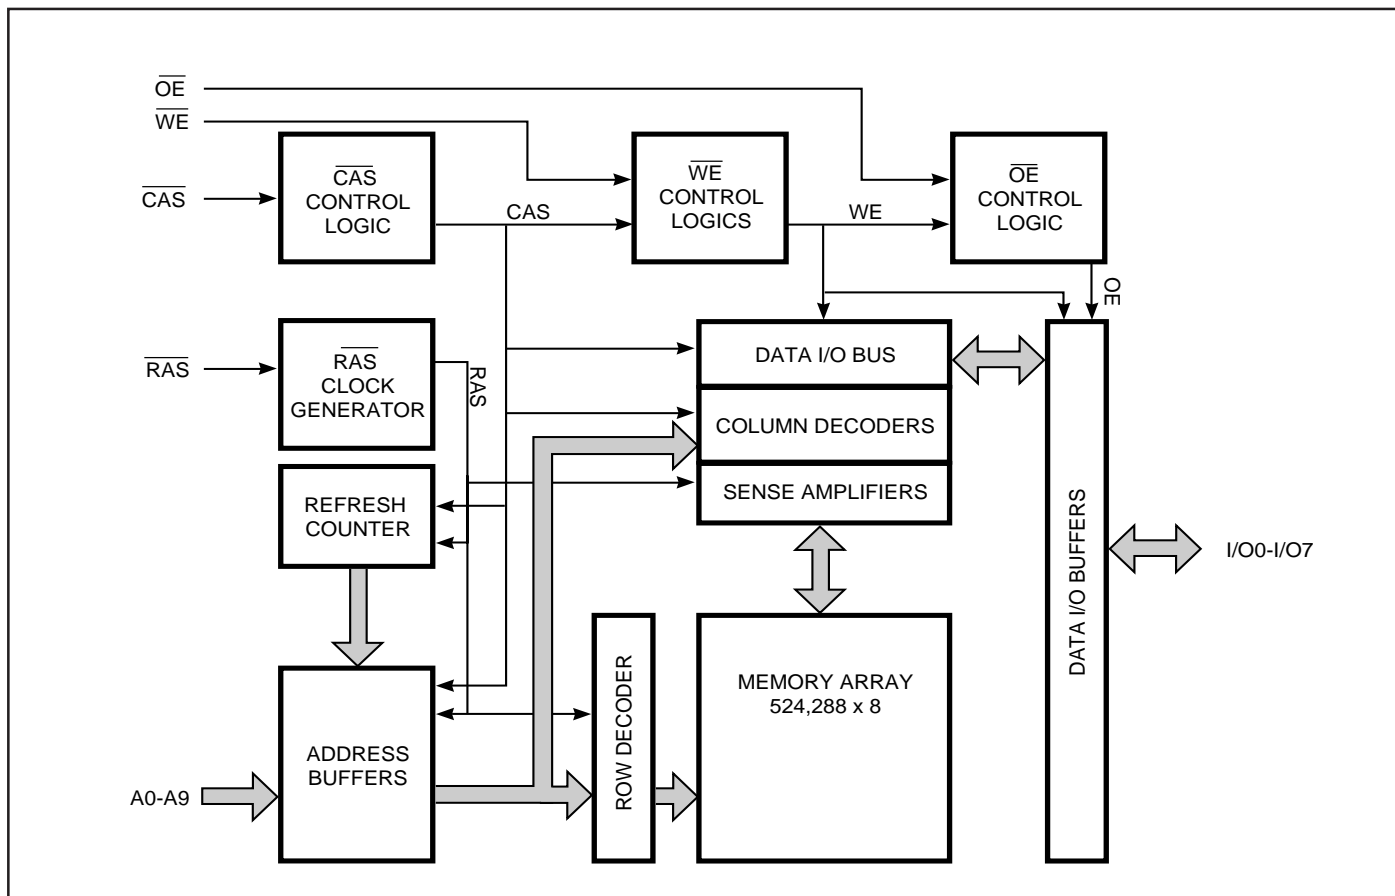 OE
WE
CAS
CAS
CONTROL
LOGIC
CAS
WE
CONTROL
LOGICS
WE
OE
CONTROL
LOGIC
OE
RAS
RAS
CLOCK
GENERATOR
RAS
DATA I/O BUS
COLUMN DECODERS
SENSE AMPLIFIERS
REFRESH
COUNTER
DATA I/O BUFFERS
I/O0-I/O7
ADDRESS
BUFFERS
A0-A9
ROW DECODER
MEMORY ARRAY
524,288 x 8